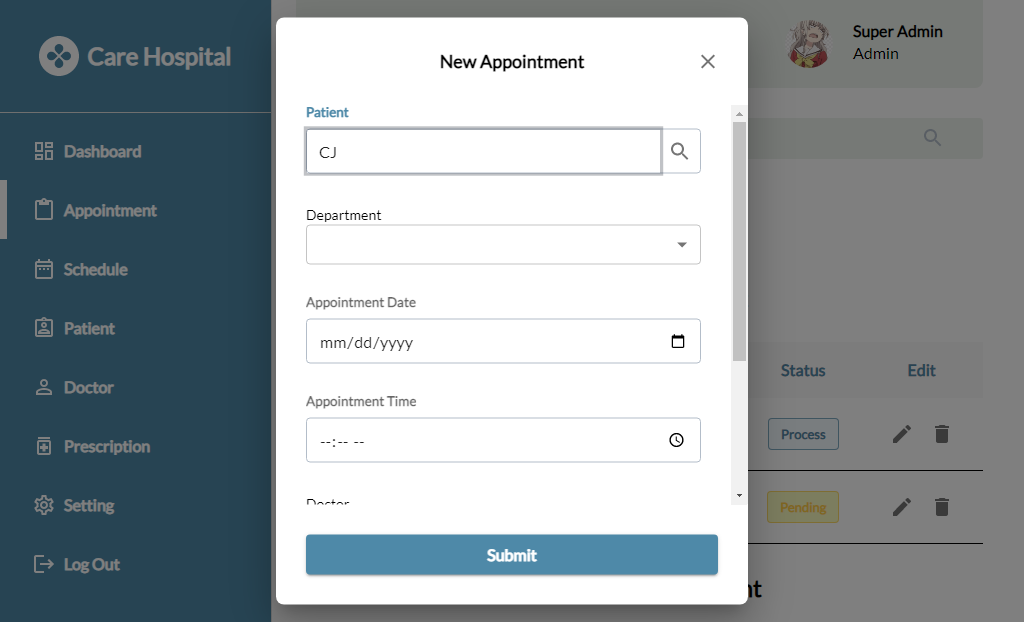 Care Hospital
Dashboard
Appointment
Schedule
Patient
Doctor
Prescription
Setting
Log Out
New Appointment
Patient
CJ
Department
Appointment Date
mm/dd/yyyy
Appointment Time
--:-- --
Doctor
Submit
Super Admin
Admin
Status Edit
Process
Pending